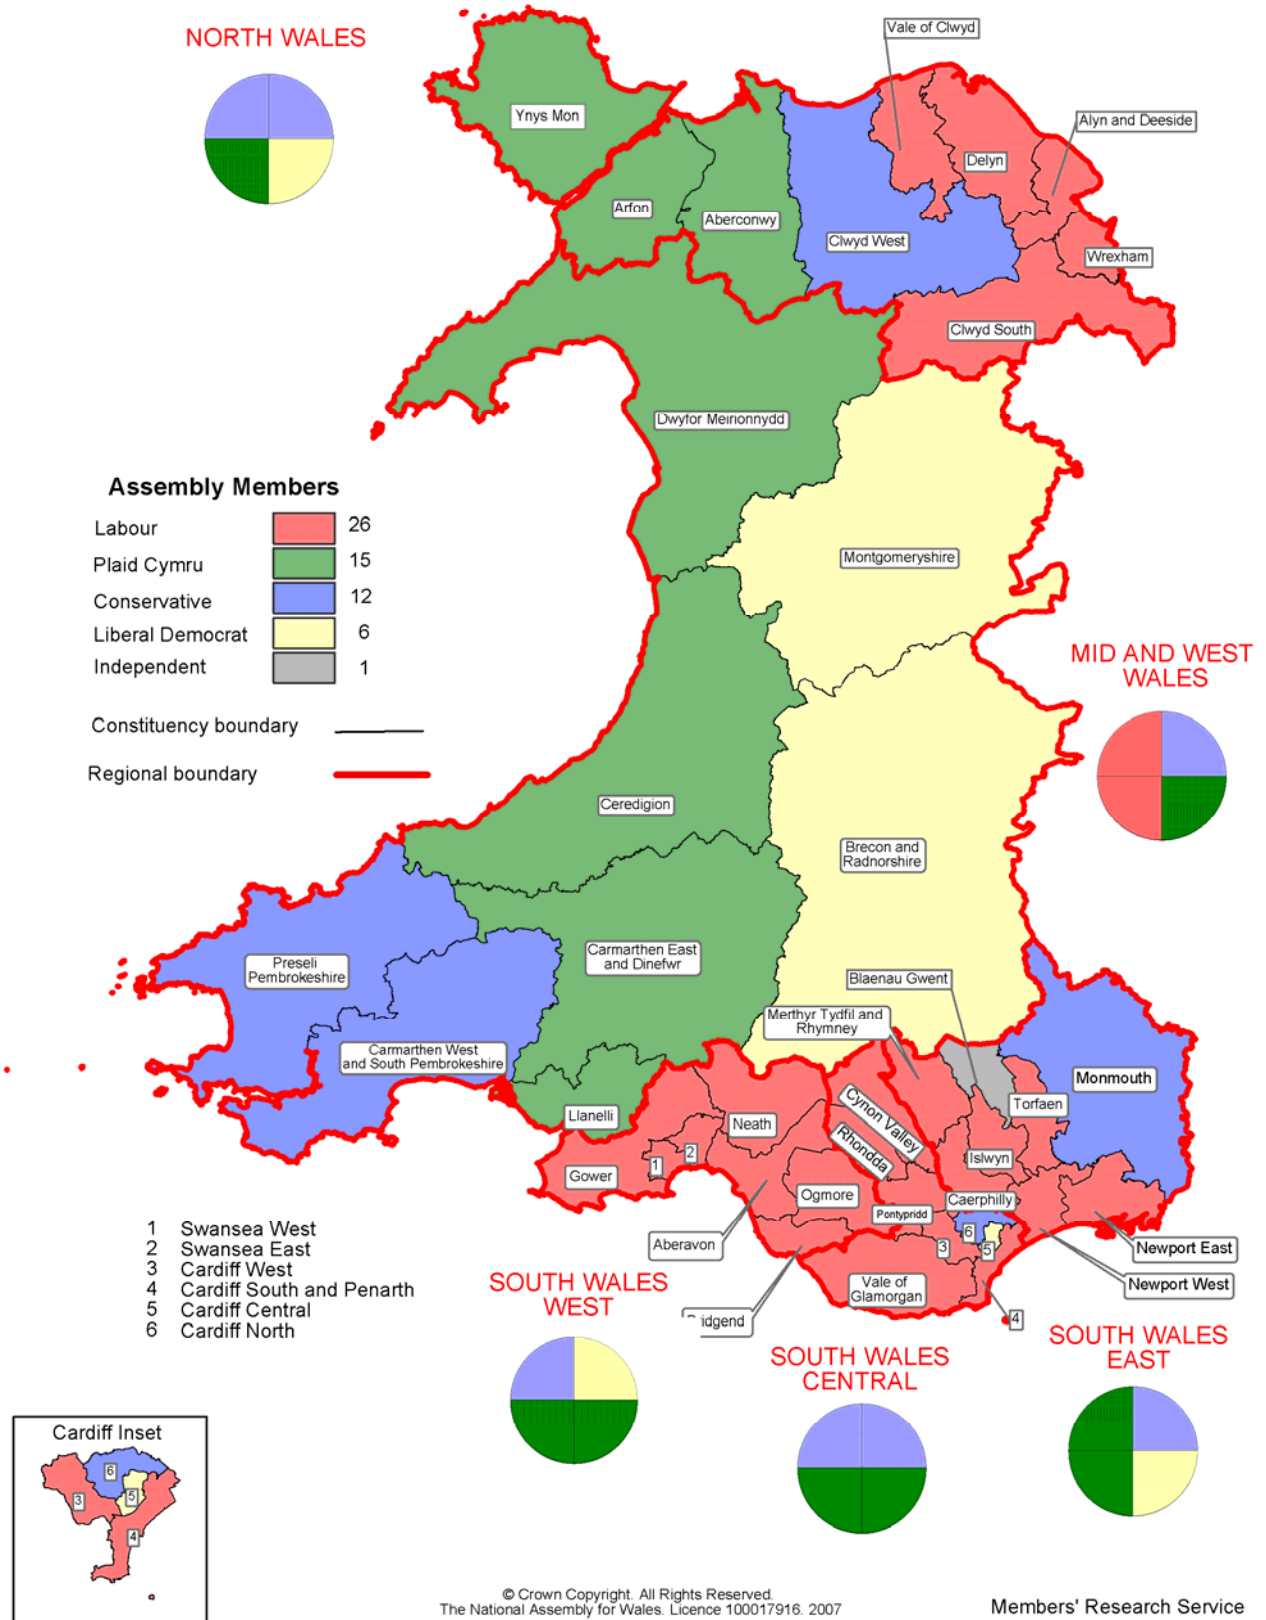 NORTH WALES
Vale of Clwyd
Alyn and Deeside
Ynys Mon
Delyn
Arfon
Aberconwy
Clwyd West
Wrexham
Clwyd South
Dwyfor Meirionnydd
Assembly Members
Labour 26
Plaid Cymru 15
Conservative 12
Liberal Democrat 6
Independent 1
Constituency boundary
Regional boundary
Montgomeryshire
MID AND WEST
WALES
Ceredigion
Brecon and
Radnorshire
Preseli
Pembrokeshire
Carmarthen East
and Dinefwr
Blaenau Gwent
Merthyr Tydfil and
Rhymney
Carmarthen West
and South Pembrokeshire
Monmouth
Torfaen
Llanelli
Neath
Cynon Valley
Rhondda
Islwyn
1
2
Gower
Ogmore
Caerphilly
Pontypridd
6
3
5
Aberavon
Newport East
Newport West
Vale of
Glamorgan
idgend
4
1 Swansea West
2 Swansea East
3 Cardiff West
4 Cardiff South and Penarth
5 Cardiff Central
6 Cardiff North
SOUTH WALES
WEST
SOUTH WALES
CENTRAL
SOUTH WALES
EAST
Cardiff Inset
6
3
5
4
© Crown Copyright. All Rights Reserved.
The National Assembly for Wales. Licence 100017916. 2007
Members' Research Service